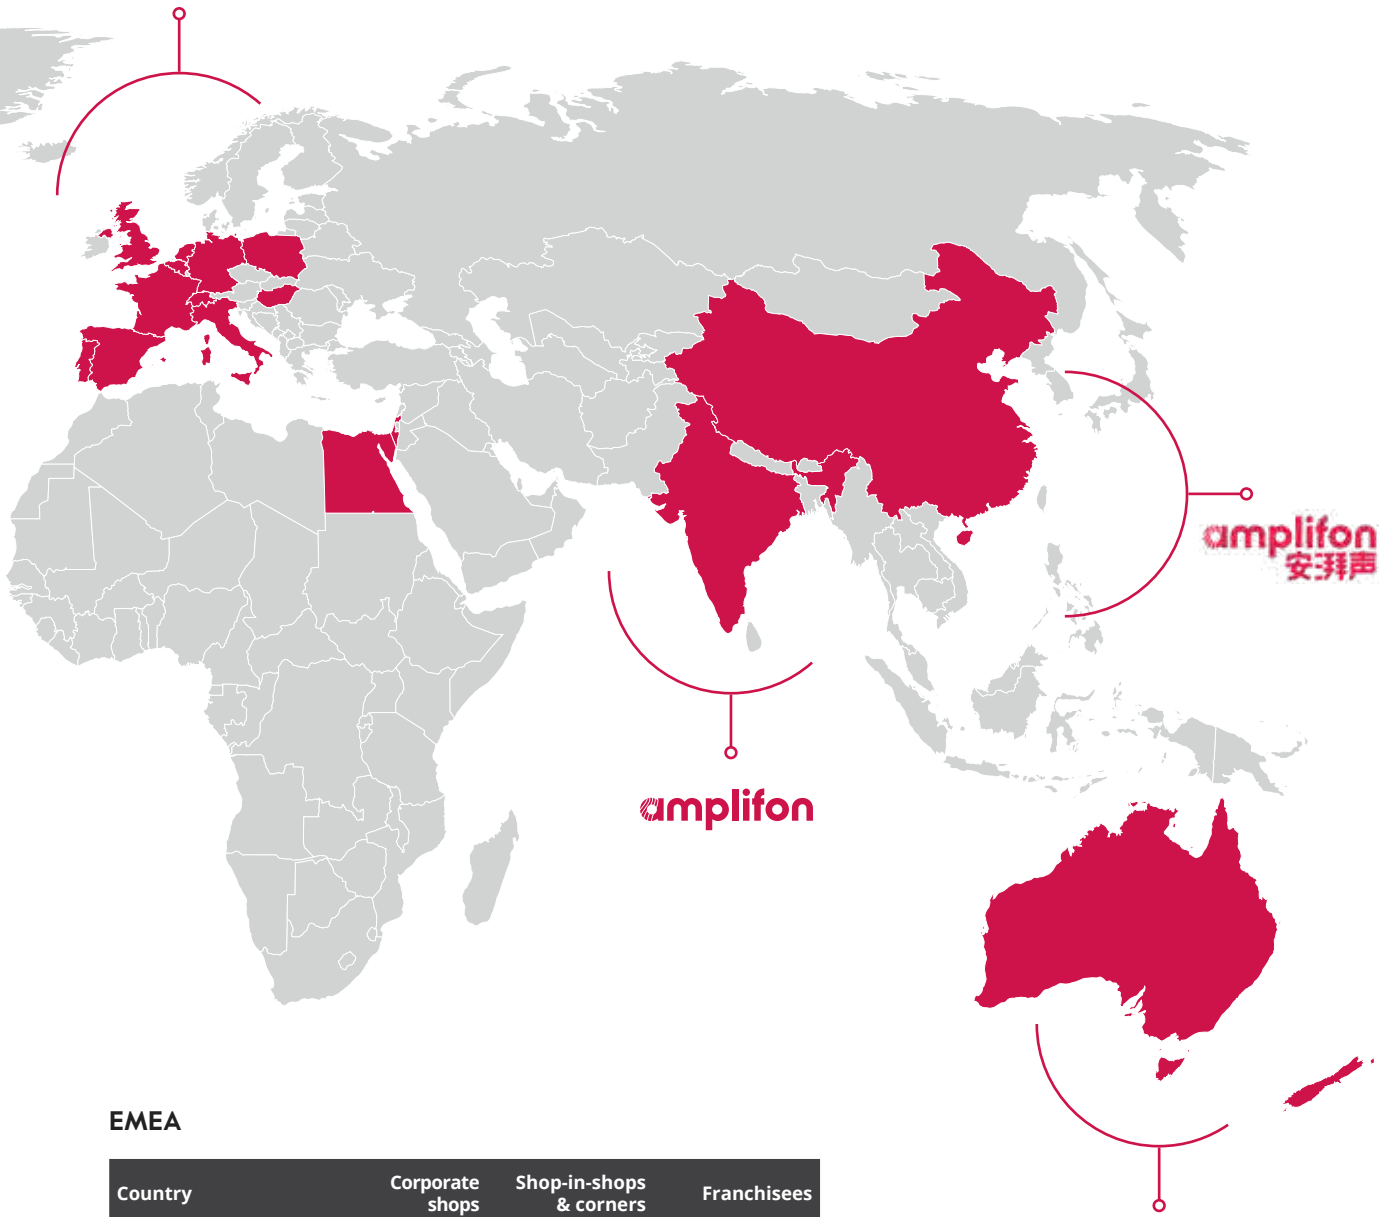 amplifon
安湃声
amplifon
EMEA
Country
Corporate shops
Shop-in-shops & corners
Franchisees